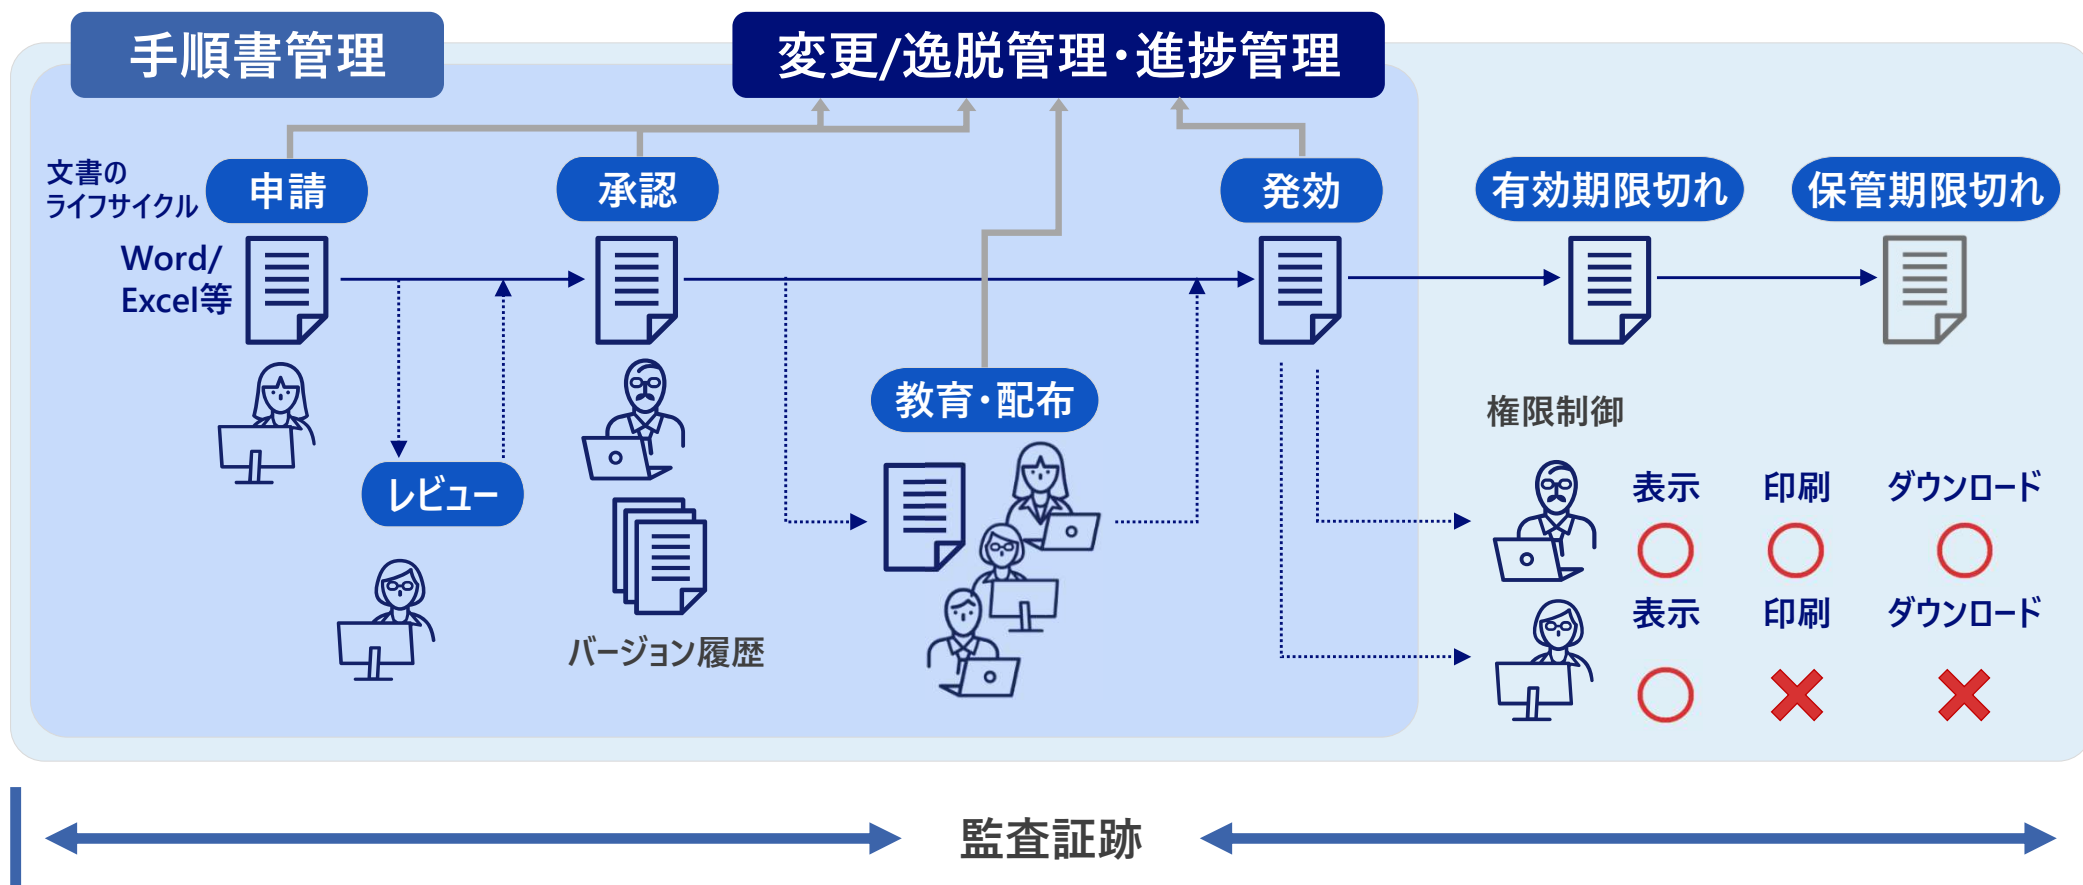 手順書管理
変更/逸脱管理・進捗管理
文書の
ライフサイクル
申請
承認
発効
有効期限切れ
保管期限切れ
Word/
Excel等
教育・配布
権限制御
レビュー
表示
印刷
ダウンロード
表示
印刷
ダウンロード
バージョン履歴
監査証跡